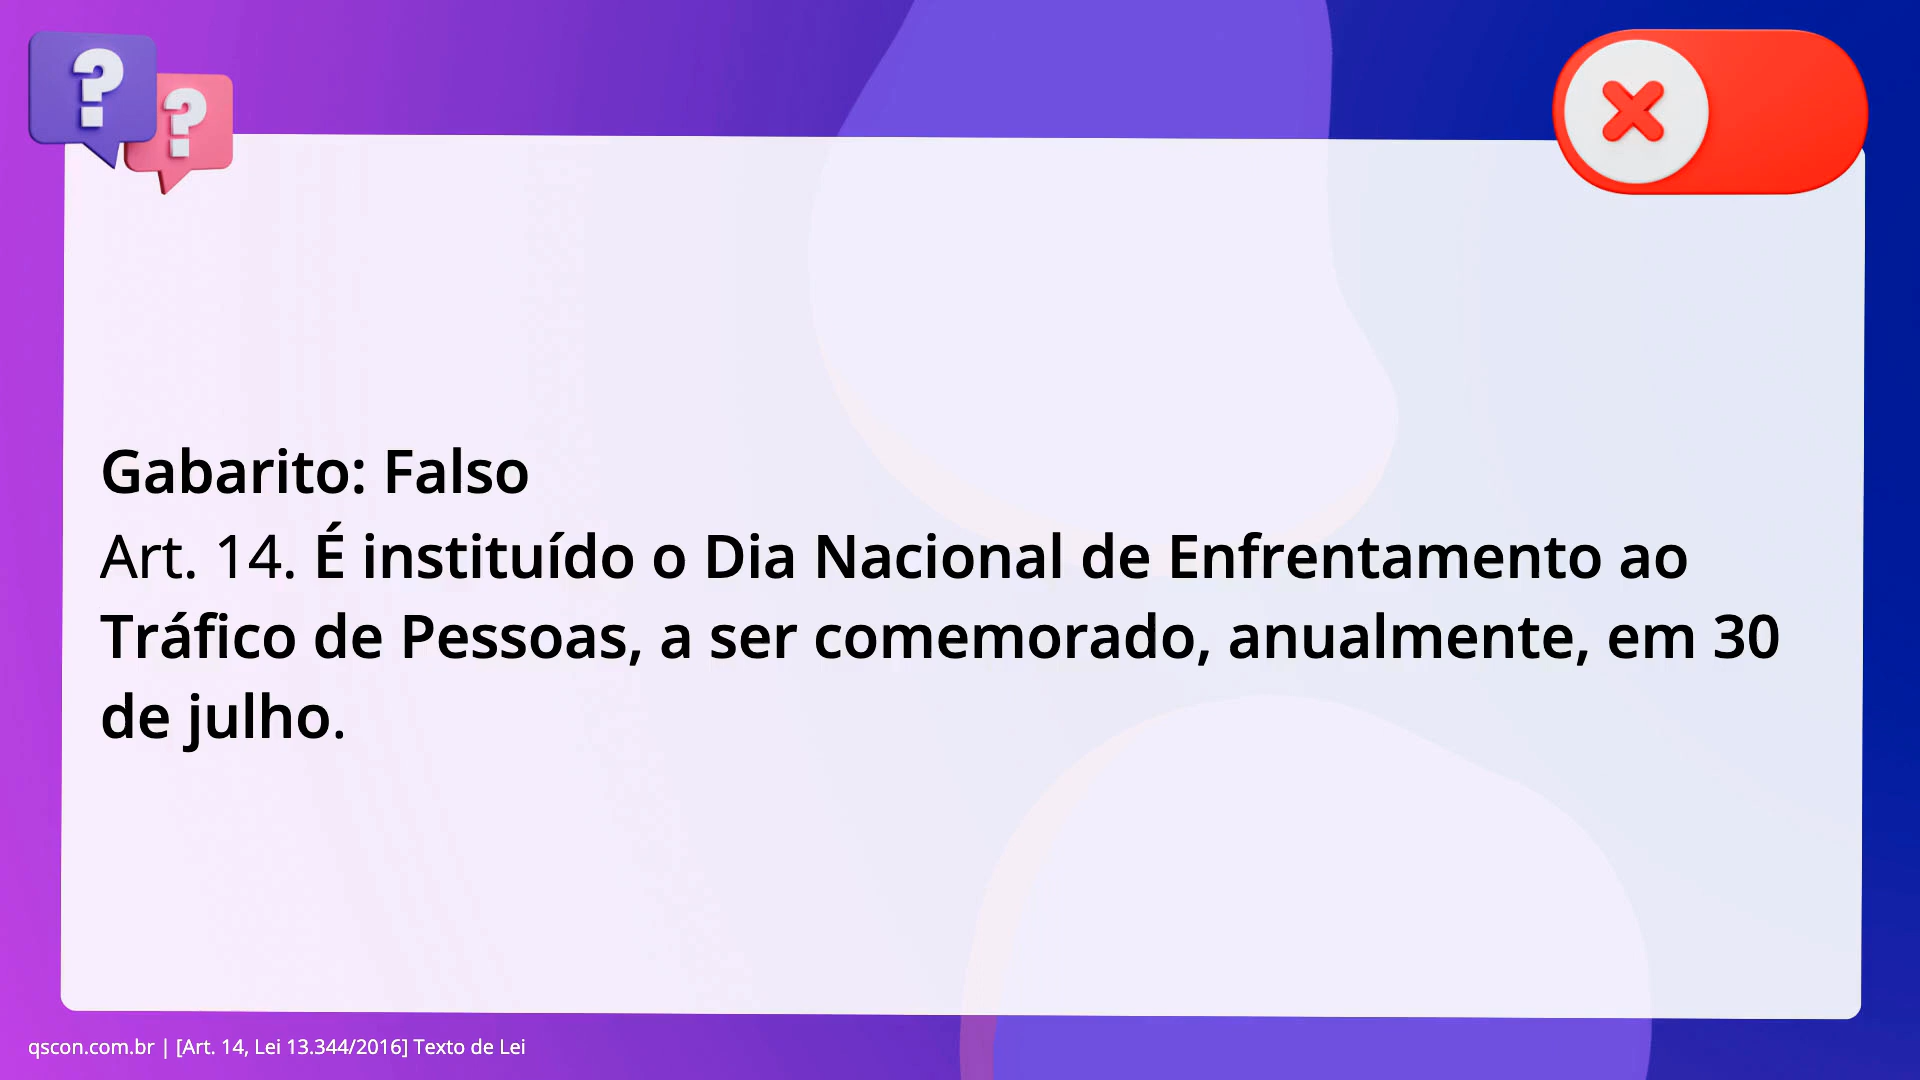 Gabarito: Falso
Art. 14. É instituído o Dia Nacional de Enfrentamento ao
Tráfico de Pessoas, a ser comemorado, anualmente, em 30
de julho.
qscon.com.br | [Art. 14, Lei 13.344/2016] Texto de Lei